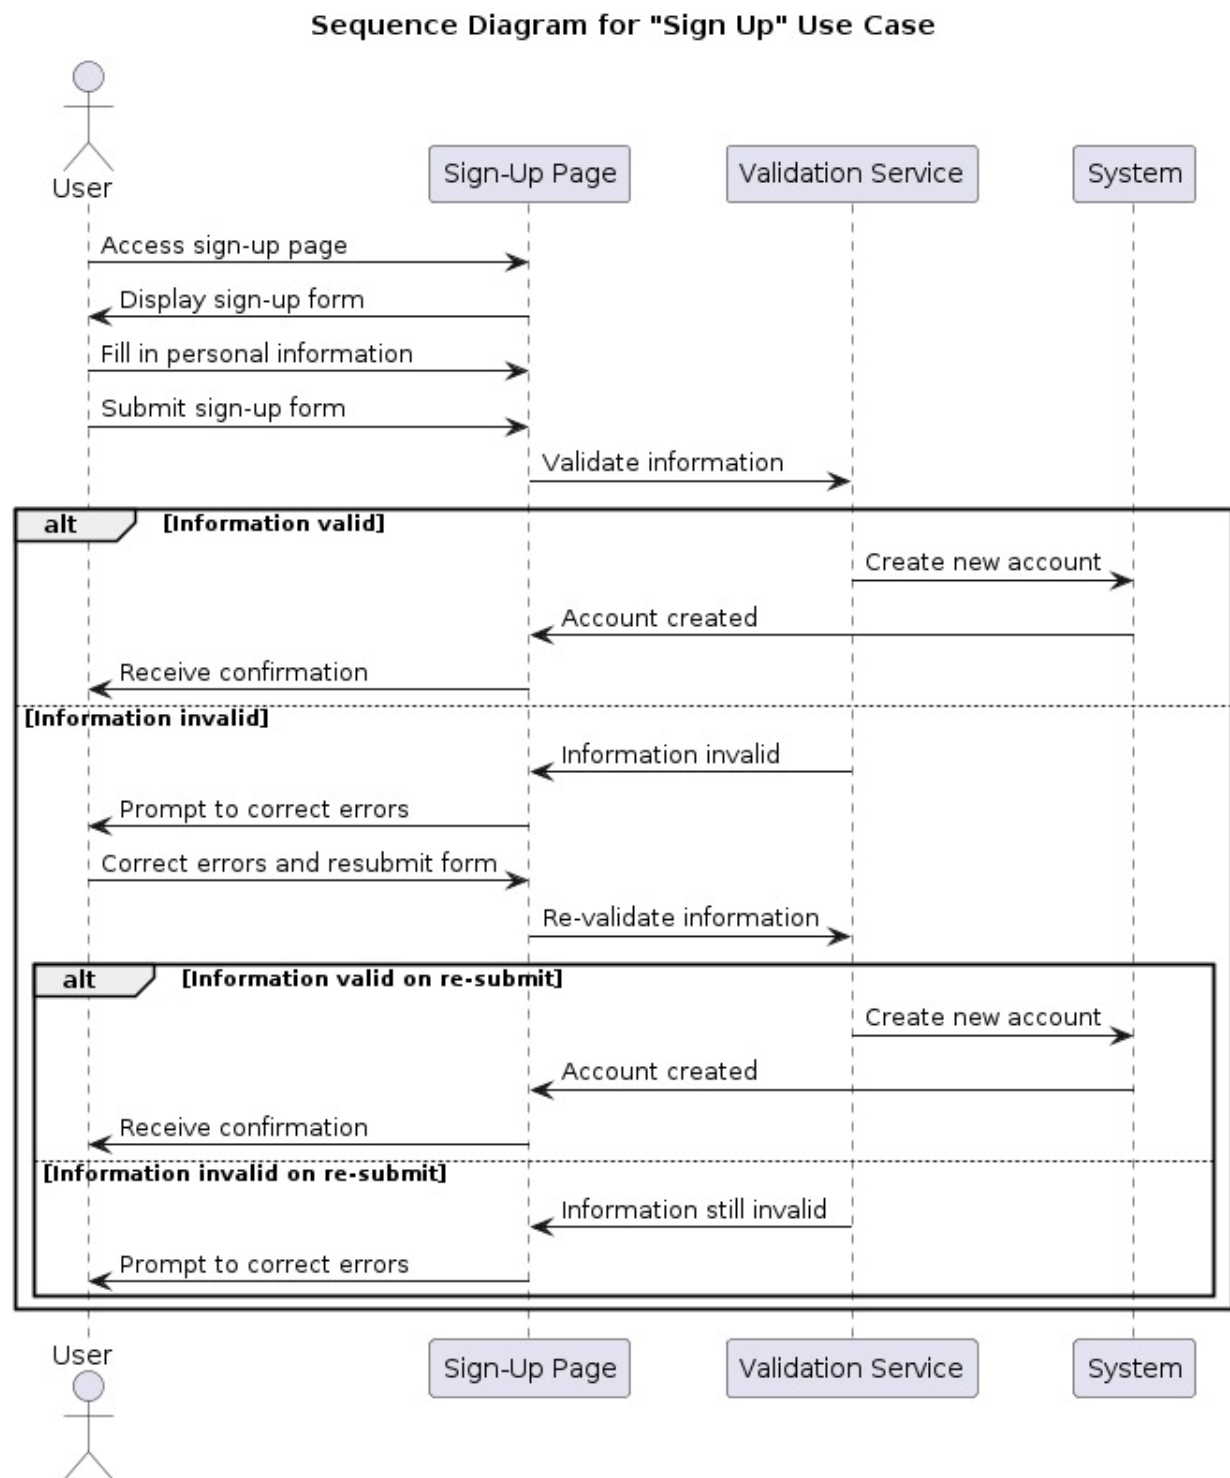 Sequence Diagram for "Sign Up" Use Case
User
Sign-Up Page
Validation Service
System
Access sign-up page
Display sign-up form
Fill in personal information
Submit sign-up form
Validate information
alt [Information valid]
Create new account
Account created
Receive confirmation
[Information invalid]
Information invalid
Prompt to correct errors
Correct errors and resubmit form
Re-validate information
alt [Information valid on re-submit]
Create new account
Account created
Receive confirmation
[Information invalid on re-submit]
Information still invalid
Prompt to correct errors
User
Sign-Up Page
Validation Service
System